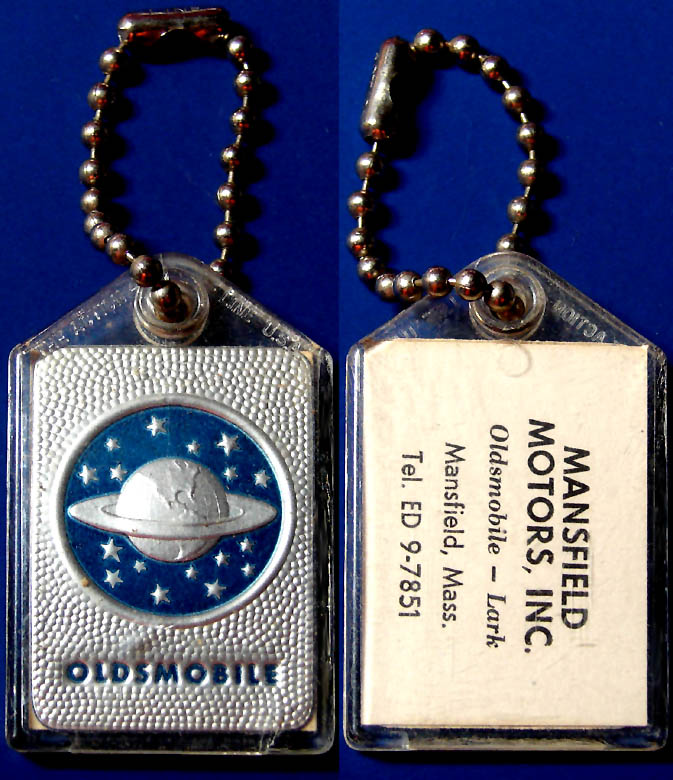 OLDSMOBILE
MANSFIELD
MOTORS, INC.
Oldsmobile – Lark
Mansfield, Mass.
Tel. ED 9-7851